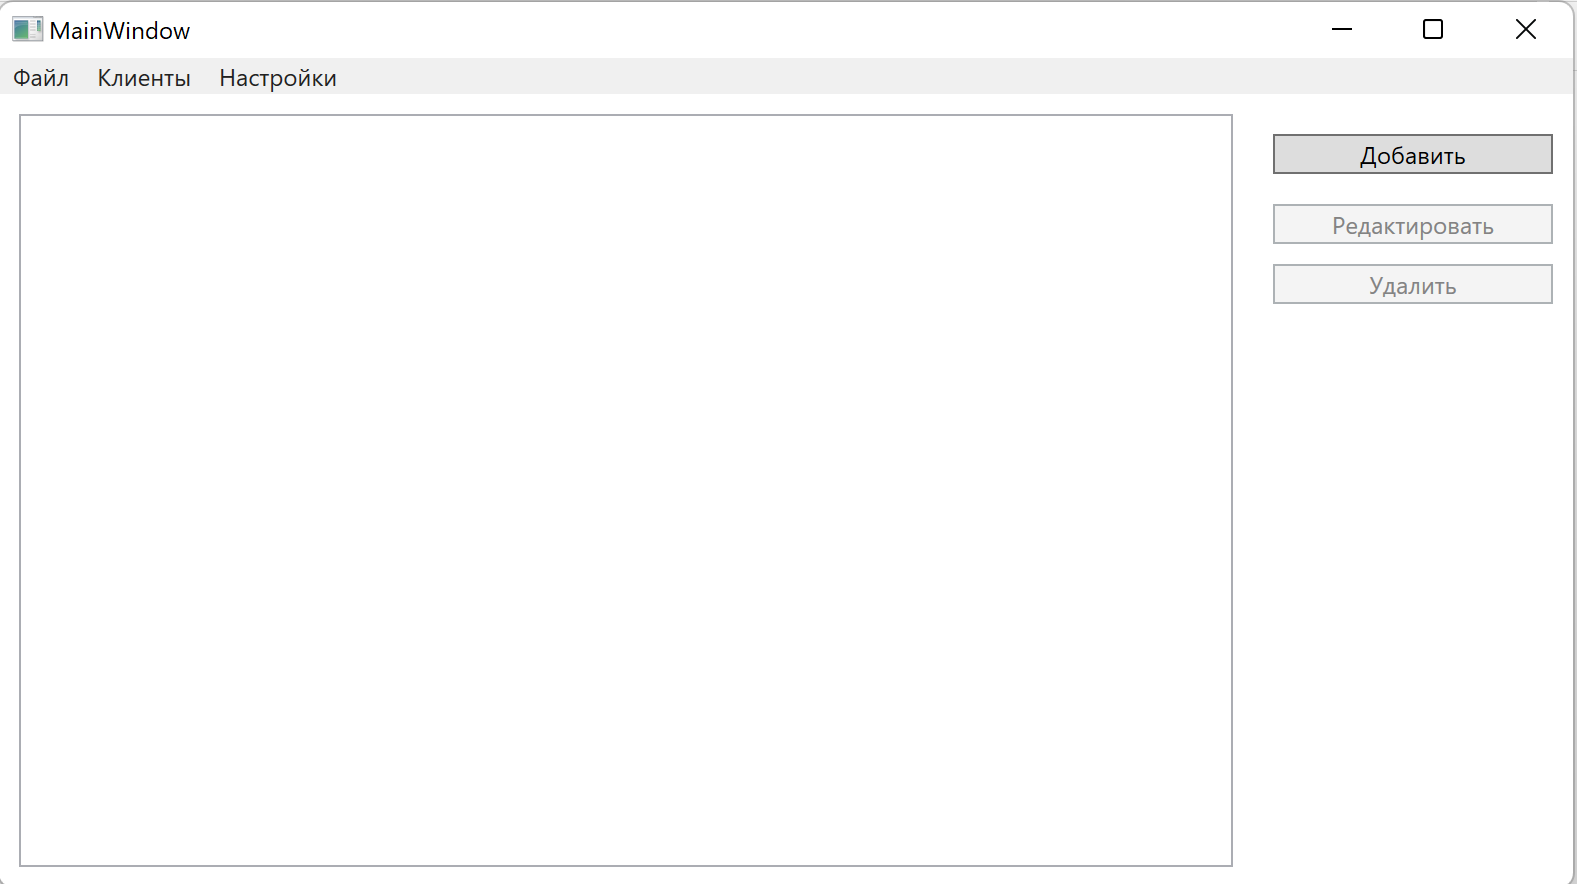 MainWindow
Файл Клиенты Настройки
Добавить
Редактировать
Удалить